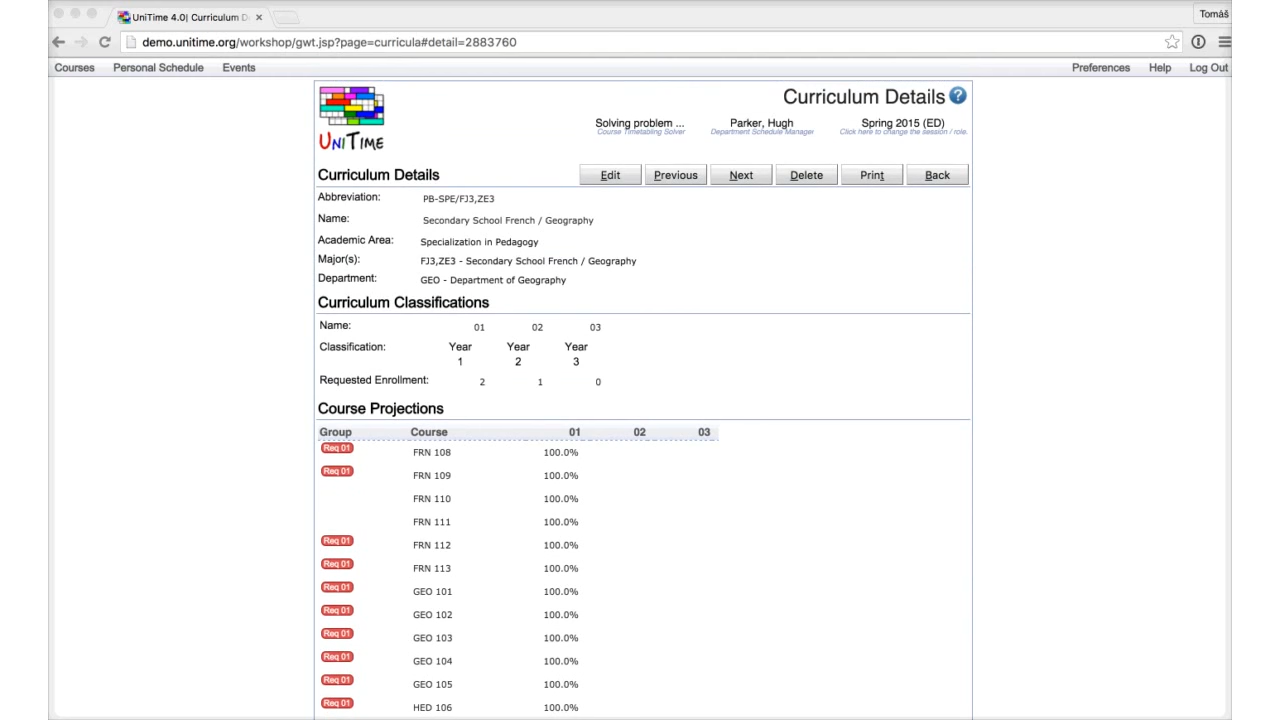 UniTime 4.0| Curriculum D
Tomáš
demo.unitime.org/workshop/gwt.jsp?page=curricula#detail=2883760
Courses Personal Schedule Events Preferences Help Log Out
UNITIME
Curriculum Details ?
Solving problem ... Parker, Hugh Spring 2015 (ED)
Course Timetabling Solver Department Schedule Manager Click here to change the session / role.
Curriculum Details Edit Previous Next Delete Print Back
Abbreviation: PB-SPE/FJ3,ZE3
Name: Secondary School French / Geography
Academic Area: Specialization in Pedagogy
Major(s): FJ3,ZE3 - Secondary School French / Geography
Department: GEO - Department of Geography
Curriculum Classifications
Name: 01 02 03
Classification: Year Year Year
1 2 3
Requested Enrollment: 2 1 0
Course Projections
Group Course 01 02 03
Req 01 FRN 108 100.0%
Req 01 FRN 109 100.0%
FRN 110 100.0%
FRN 111 100.0%
Req 01 FRN 112 100.0%
Req 01 FRN 113 100.0%
Req 01 GEO 101 100.0%
Req 01 GEO 102 100.0%
Req 01 GEO 103 100.0%
Req 01 GEO 104 100.0%
Req 01 GEO 105 100.0%
Req 01 HED 106 100.0%